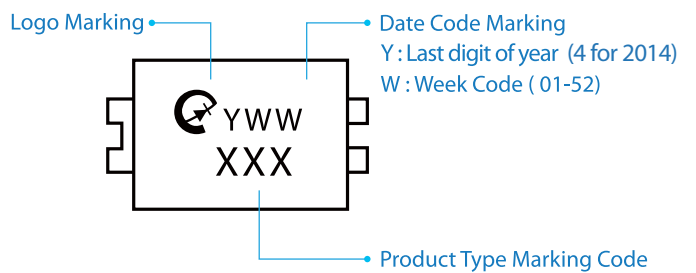 Logo Marking
Date Code Marking
Y : Last digit of year (4 for 2014)
W : Week Code ( 01-52)
YWW
XXX
Product Type Marking Code